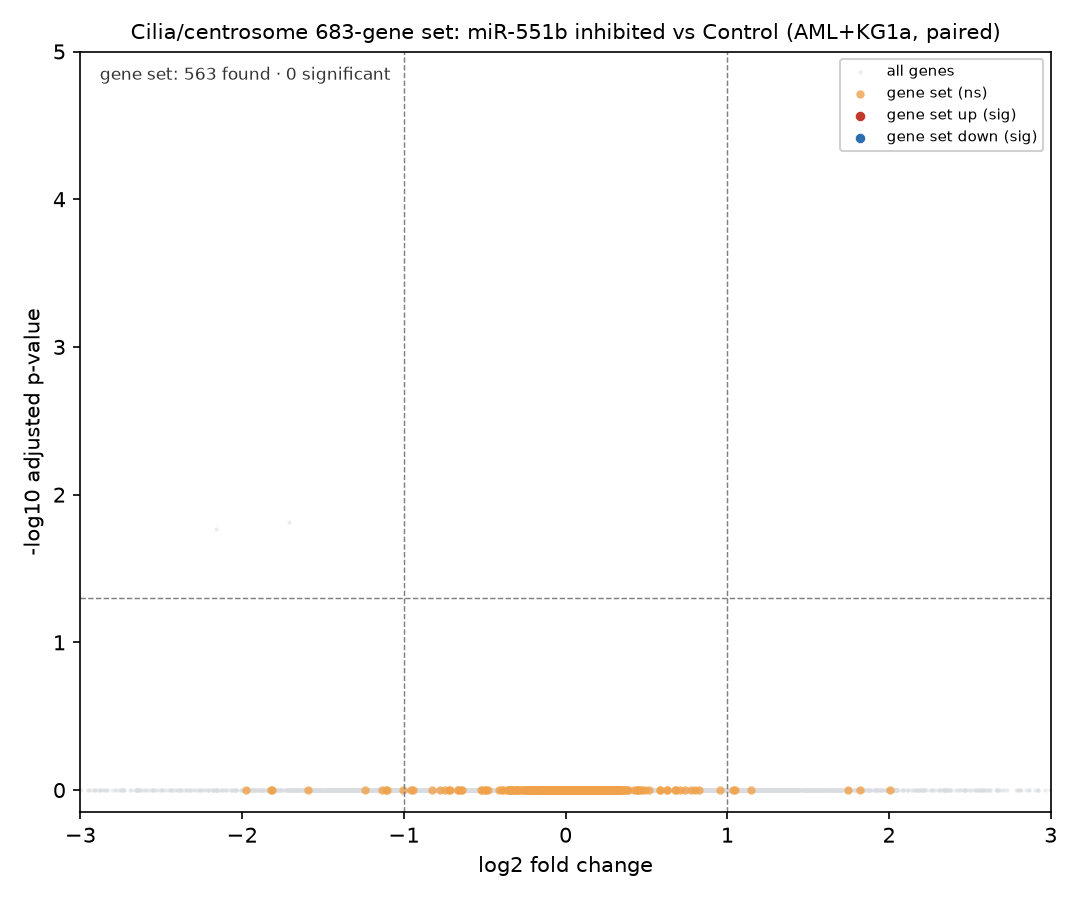 Cilia/centrosome 683-gene set: miR-551b inhibited vs Control (AML+KG1a, paired)
gene set: 563 found · 0 significant
all genes
gene set (ns)
gene set up (sig)
gene set down (sig)
-log10 adjusted p-value
5
4
3
2
1
0
−3
−2
−1
0
1
2
3
log2 fold change